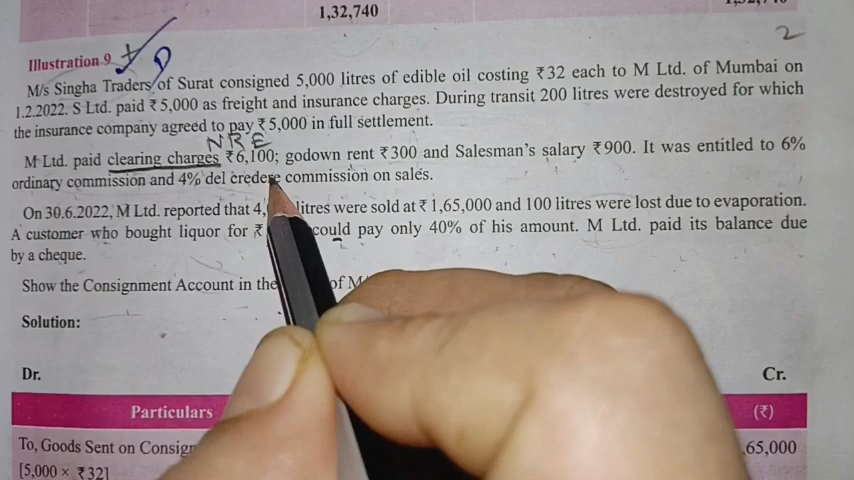 1,32,740
Illustration 9
2
M/s Singha Traders of Surat consigned 5,000 litres of edible oil costing ₹32 each to M Ltd. of Mumbai on
1.2.2022. S Ltd. paid ₹5,000 as freight and insurance charges. During transit 200 litres were destroyed for which
the insurance company agreed to pay ₹5,000 in full settlement.
NRE
M Ltd. paid clearing charges ₹6,100; godown rent ₹300 and Salesman's salary ₹900. It was entitled to 6%
ordinary commission and 4% del credere commission on sales.
On 30.6.2022, M Ltd. reported that 4, litres were sold at ₹1,65,000 and 100 litres were lost due to evaporation.
A customer who bought liquor for ₹ could pay only 40% of his amount. M Ltd. paid its balance due
by a cheque.
Show the Consignment Account in the of M
Solution:
Dr. Cr.
Particulars (₹)
To, Goods Sent on Consign ,65,000
[5,000 × ₹32]